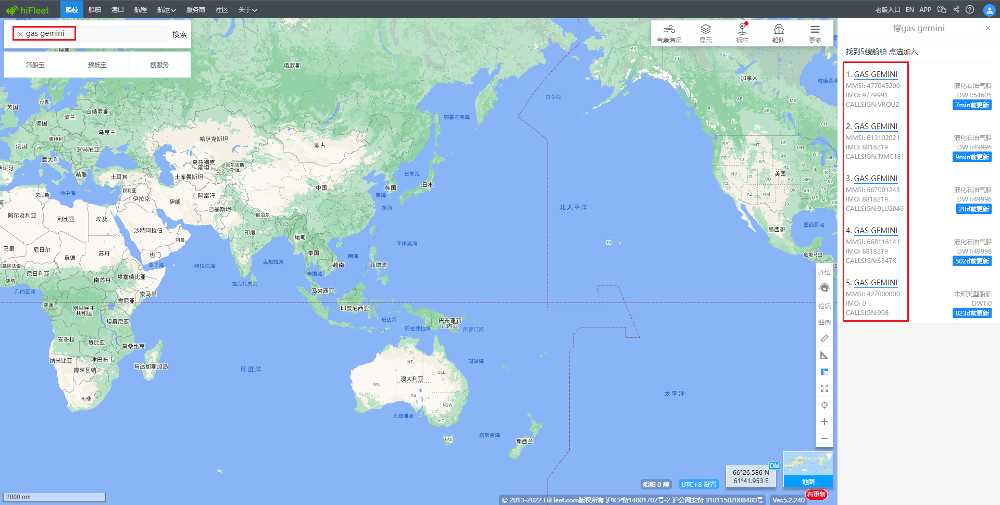 hiFleet
船位
船舶
港口
航程
航运
服务商
社区
关于
老版入口
EN
APP
gas gemini
搜索
筛船宝
预抵宝
搜服务
气象海况
显示
标注
船队
更多
搜gas gemini
找到5艘船舶 点选加入
1. GAS GEMINI
MMSI: 477045200
液化石油气船
IMO: 9779991
DWT:54605
CALLSIGN:VRQU2
7min前更新
2. GAS GEMINI
MMSI: 613102021
液化石油气船
IMO: 8818219
DWT:49996
CALLSIGN:TJMC181
9min前更新
3. GAS GEMINI
MMSI: 667001243
液化石油气船
IMO: 8818219
DWT:49996
CALLSIGN:9LU2046
28d前更新
4. GAS GEMINI
MMSI: 668116141
液化石油气船
IMO: 8818219
DWT:49996
CALLSIGN:S34TK
502d前更新
5. GAS GEMINI
MMSI: 427000000
未知类型船舶
IMO: 0
DWT:0
CALLSIGN:998
823d前更新
俄罗斯
白令海
鄂霍次克海
加拿大
AK
YT
NT
BC
AB
SK
MB
ON
丹麦
英国
白俄罗斯
波兰
德国
乌克兰
奥地利
法国
罗马尼亚
意大利
希腊
土耳其
哈萨克斯坦
蒙古
乌兹别克斯坦
吉尔吉斯斯坦
土库曼斯坦
日本海
日本
韩国
黄海
中国
东海
突尼斯
地中海
叙利亚
伊拉克
伊朗
阿富汗
巴基斯坦
尼泊尔
阿尔及利亚
利比亚
埃及
沙特阿拉伯
阿曼
印度
缅甸
菲律宾海
北太平洋
美国
WA
MT
ND
MN
OR
ID
WY
SD
WI
MI
NE
IA
IL
IN
OH
NV
UT
CO
KS
MO
KY
CA
AZ
NM
OK
AR
TN
TX
MS
AL
LA
墨西哥
墨西哥湾
危地马拉
HI
马里
尼日尔
查德
苏丹
也门
亚丁湾
阿拉伯海
孟加拉湾
泰国
越南
南海
菲律宾
泰国湾
尼日利亚
南苏丹
埃塞俄比亚
加纳
几内亚湾
索马里
拉克代夫海
马来西亚
加蓬
刚果民主共和国
肯尼亚
坦桑尼亚
印度尼西亚
班达海
阿拉弗拉海
巴布亚新几内亚
所罗门海
安哥拉
赞比亚
莫桑比克
纳米比亚
津巴布韦
博茨瓦纳
马达加斯加岛
南非
印度洋
澳大利亚
珊瑚海
NT
QLD
WA
SA
NSW
VIC
TAS
大澳洲湾
塔斯曼海
新西兰
太平洋
介绍
论坛
图例
DM
66°26.586 N
61°41.953 E
地图
有更新
船舶 0 艘
UTC+8 设置
2000 nm
© 2013-2022 HiFleet.com版权所有 沪ICP备14001702号-2 沪公网安备 31011502008480号
Ver.5.2.240